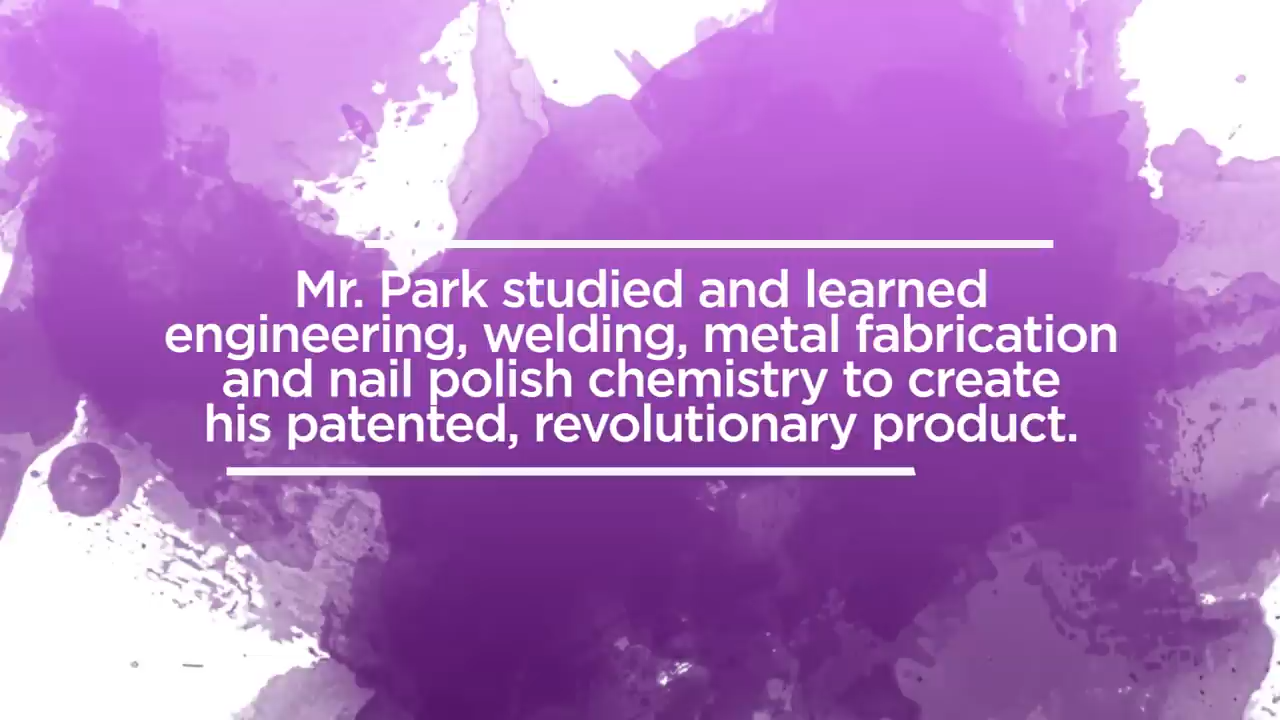 Mr. Park studied and learned
engineering, welding, metal fabrication
and nail polish chemistry to create
his patented, revolutionary product.